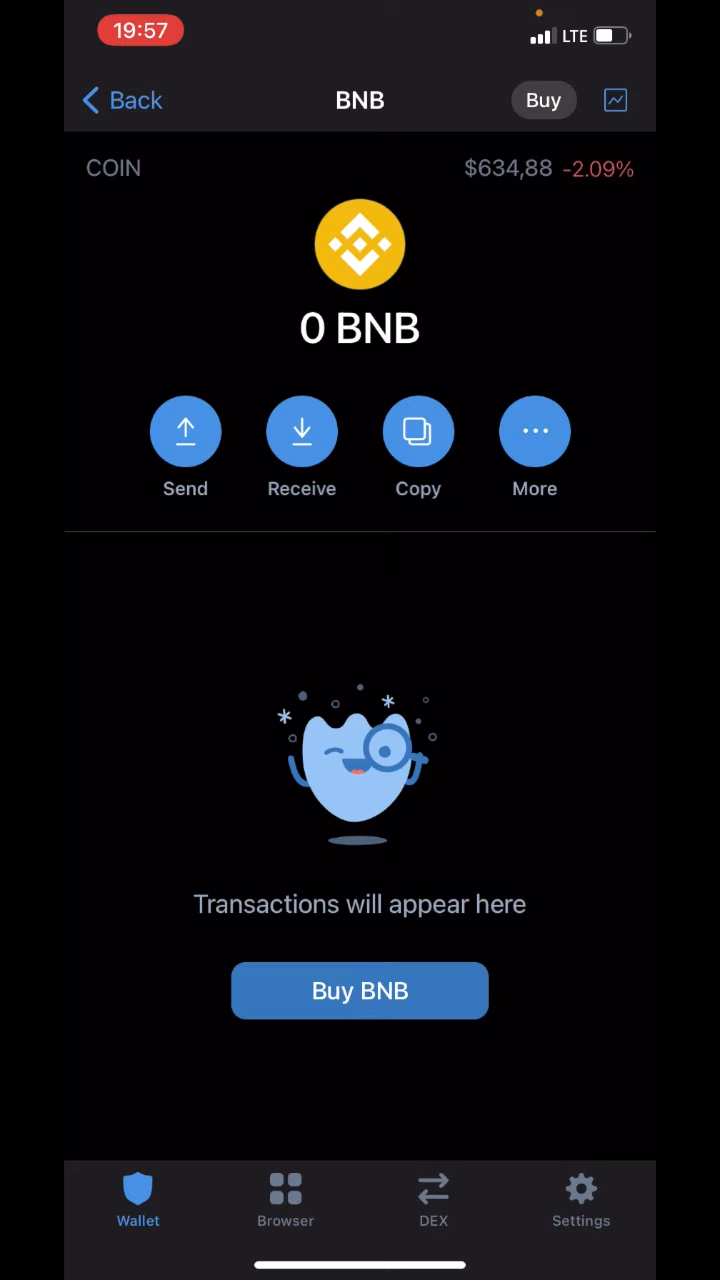 19:57
LTE
Back
BNB
Buy
COIN
$634,88 -2.09%
0 BNB
Send
Receive
Copy
More
Transactions will appear here
Buy BNB
Wallet
Browser
DEX
Settings